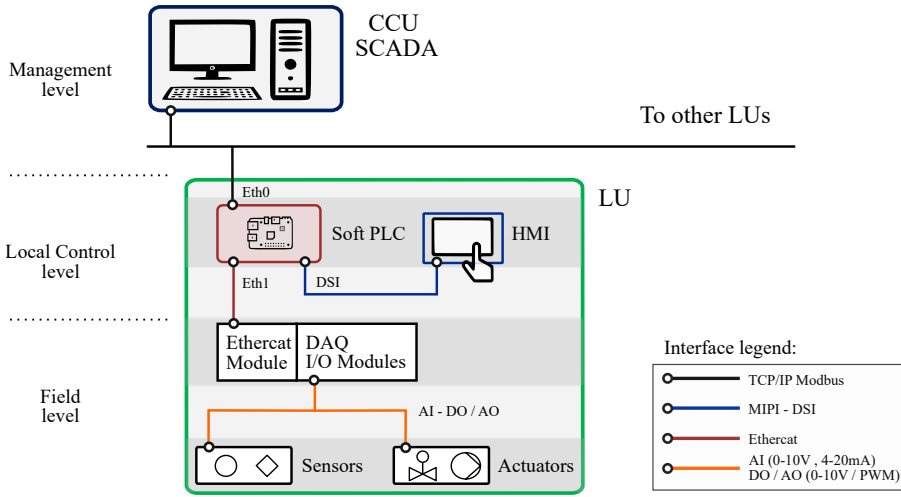 CCU
SCADA
Management
level
To other LUs
Eth0
LU
Soft PLC
HMI
Local Control
level
Eth1
DSI
Ethercat
Module
DAQ
I/O Modules
Field
level
AI - DO / AO
Sensors
Actuators
Interface legend:
TCP/IP Modbus
MIPI - DSI
Ethercat
AI (0-10V , 4-20mA)
DO / AO (0-10V / PWM)